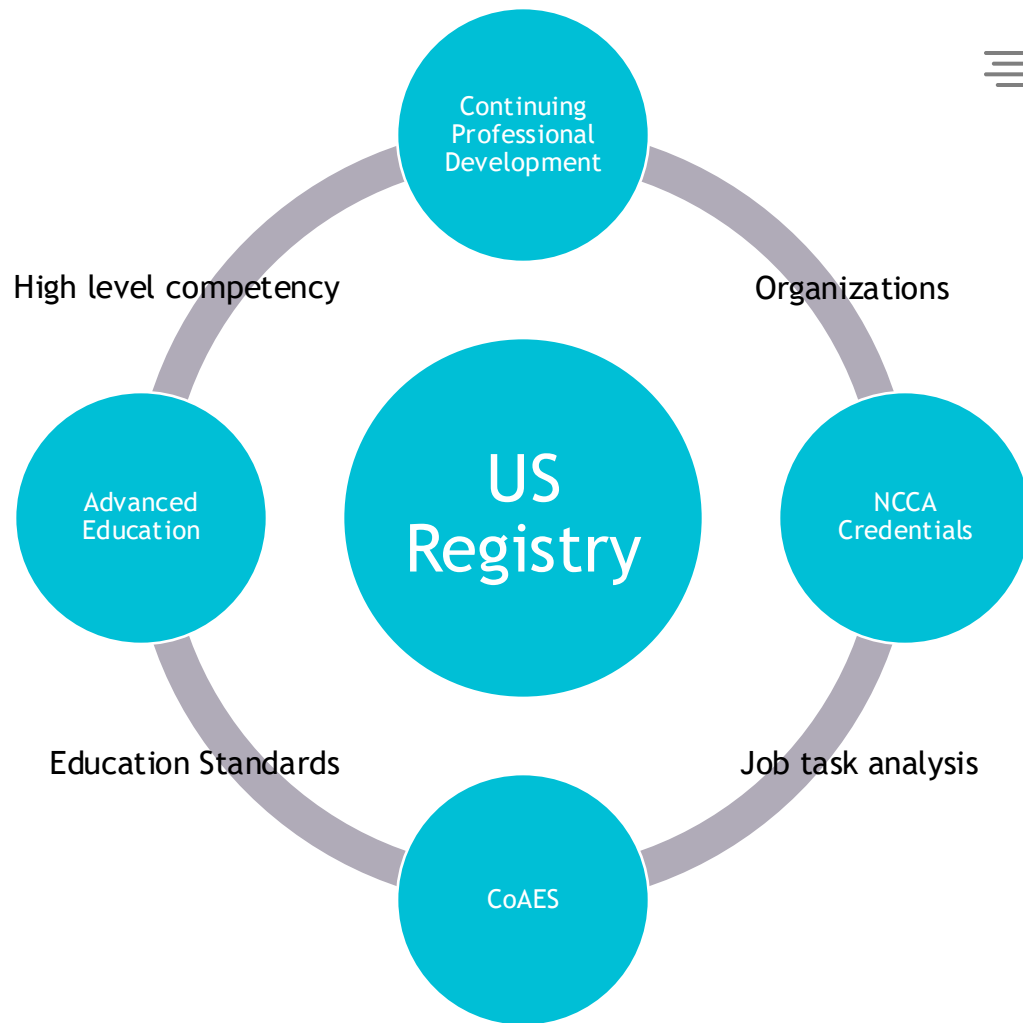 Continuing
Professional
Development
High level competency
Organizations
US
Registry
Advanced
Education
NCCA
Credentials
Education Standards
Job task analysis
CoAES